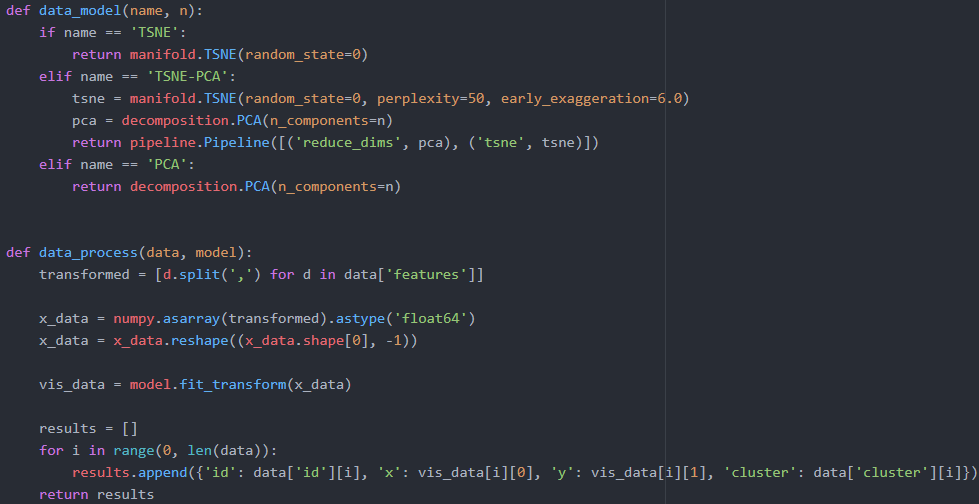 def data_model(name, n):
    if name == 'TSNE':
        return manifold.TSNE(random_state=0)
    elif name == 'TSNE-PCA':
        tsne = manifold.TSNE(random_state=0, perplexity=50, early_exaggeration=6.0)
        pca = decomposition.PCA(n_components=n)
        return pipeline.Pipeline([('reduce_dims', pca), ('tsne', tsne)])
    elif name == 'PCA':
        return decomposition.PCA(n_components=n)
def data_process(data, model):
    transformed = [d.split(',') for d in data['features']]
    x_data = numpy.asarray(transformed).astype('float64')
    x_data = x_data.reshape((x_data.shape[0], -1))
    vis_data = model.fit_transform(x_data)
    results = []
    for i in range(0, len(data)):
        results.append({'id': data['id'][i], 'x': vis_data[i][0], 'y': vis_data[i][1], 'cluster': data['cluster'][i]})
    return results